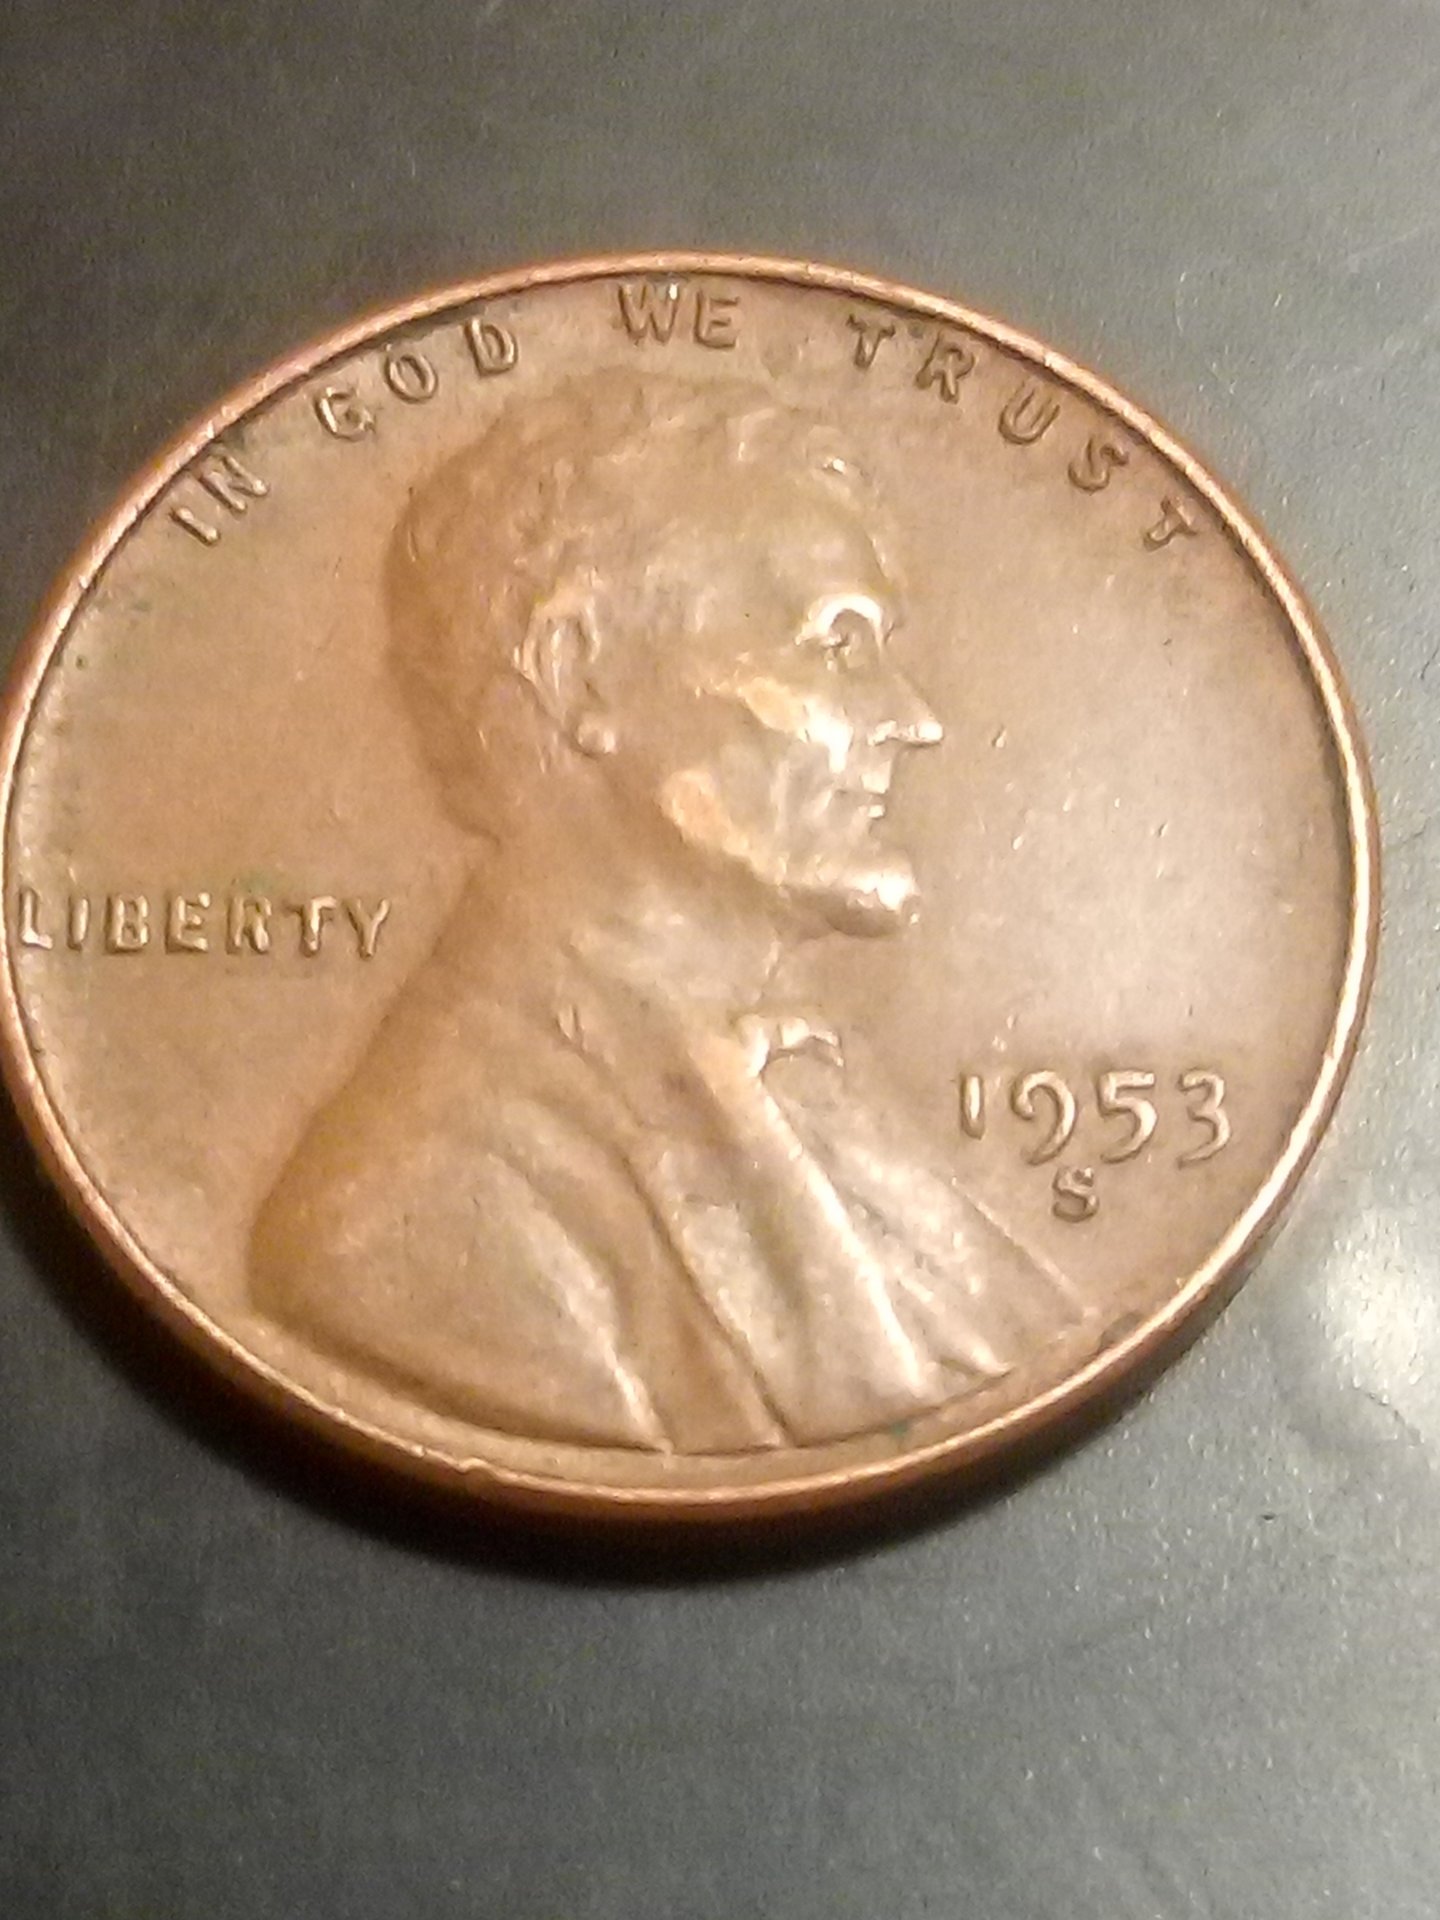 IN GOD WE TRUST
LIBERTY
1953
S